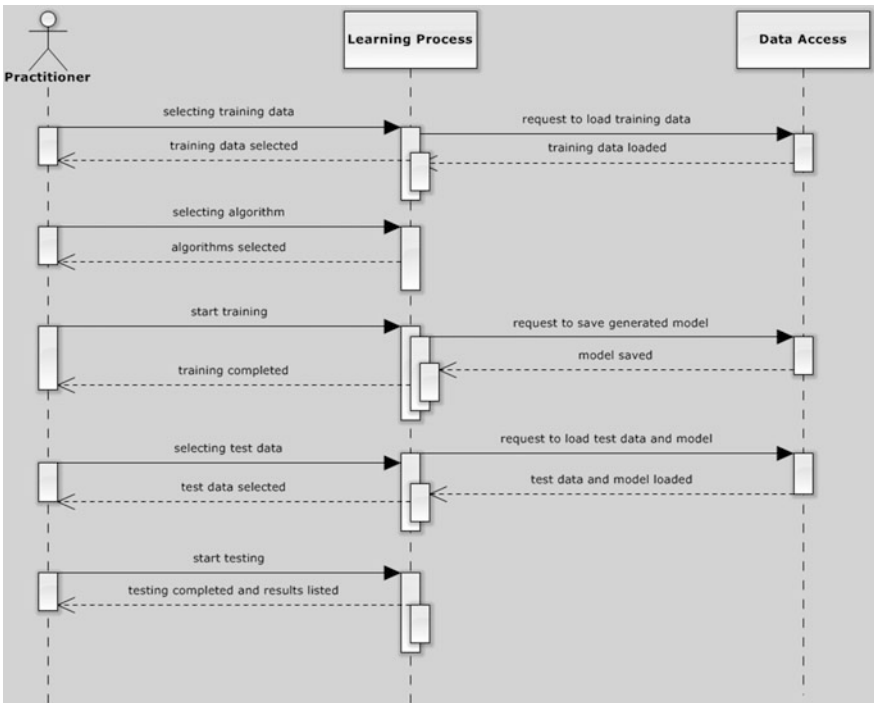 Practitioner
Learning Process
Data Access
selecting training data
request to load training data
training data selected
training data loaded
selecting algorithm
algorithms selected
start training
request to save generated model
model saved
training completed
request to load test data and model
selecting test data
test data and model loaded
test data selected
start testing
testing completed and results listed